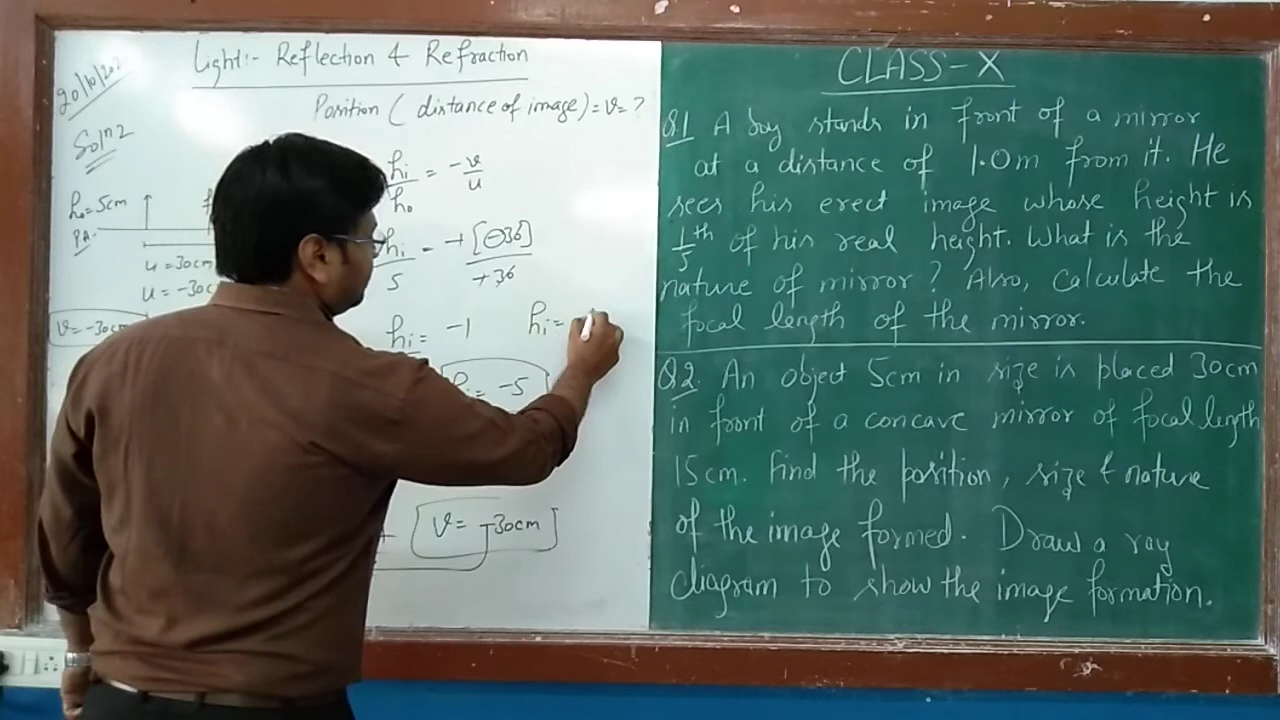 Light:- Reflection & Refraction
20/10/202
Soln 2
Position ( distance of image) = v = ?
hi/ho = -v/u
ho = 5cm
P.A.
u = 30cm
u = -30c
v = -30cm
hi/5 = -+[⊖30]/+30
hi = -1
hi =
= -5
v = -30cm
CLASS-X
Q.1 A boy stands in front of a mirror
at a distance of 1.0m from it. He
sees his erect image whose height is
1/5th of his real height. What is the
nature of mirror? Also, Calculate the
focal length of the mirror.
Q.2. An object 5cm in size is placed 30cm
in front of a concave mirror of focal length
15cm. Find the position, size & nature
of the image formed. Draw a ray
diagram to show the image formation.